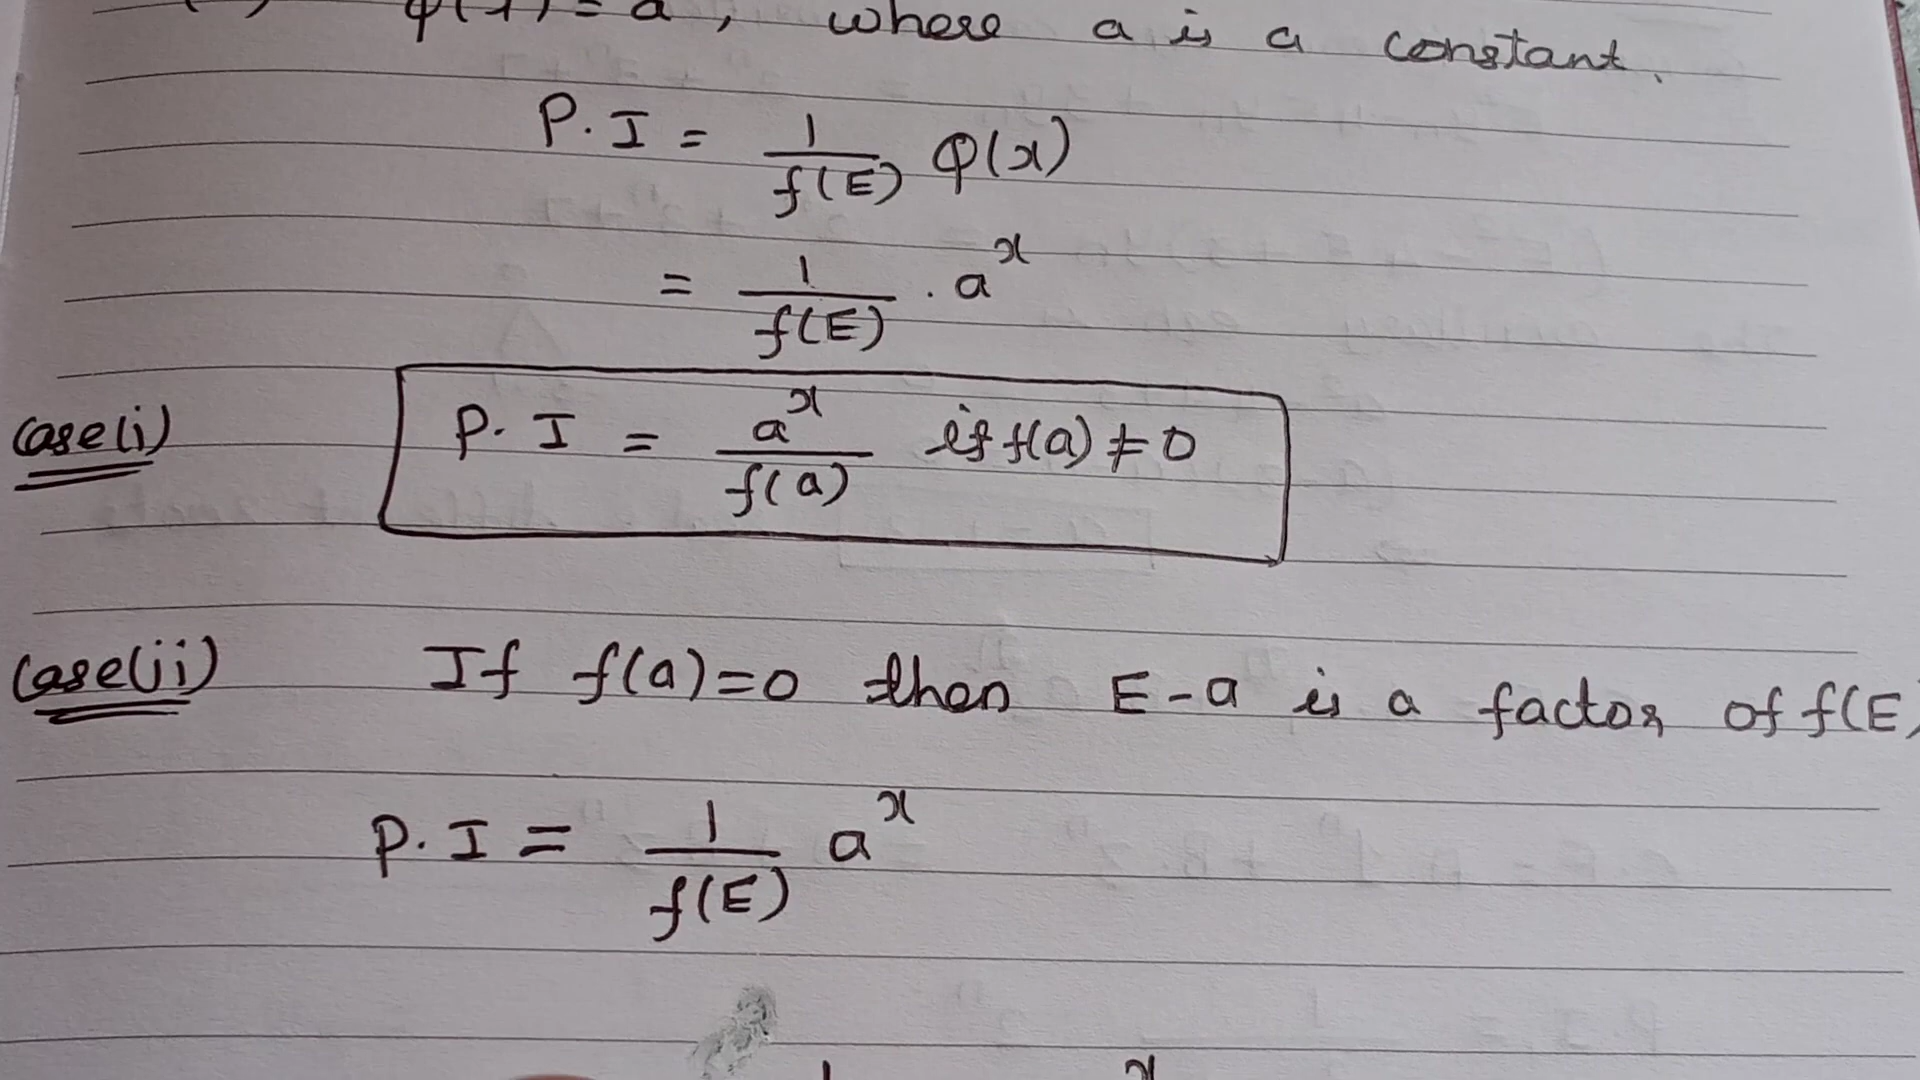 φ(x) = a, where a is a constant.
P.I = 1/f(E) φ(x)
= 1/f(E) . a^x
Case(i) P.I = a^x/f(a) if f(a) ≠ 0
Case(ii) If f(a)=0 then E-a is a factor of f(E)
P.I = 1/f(E) a^x